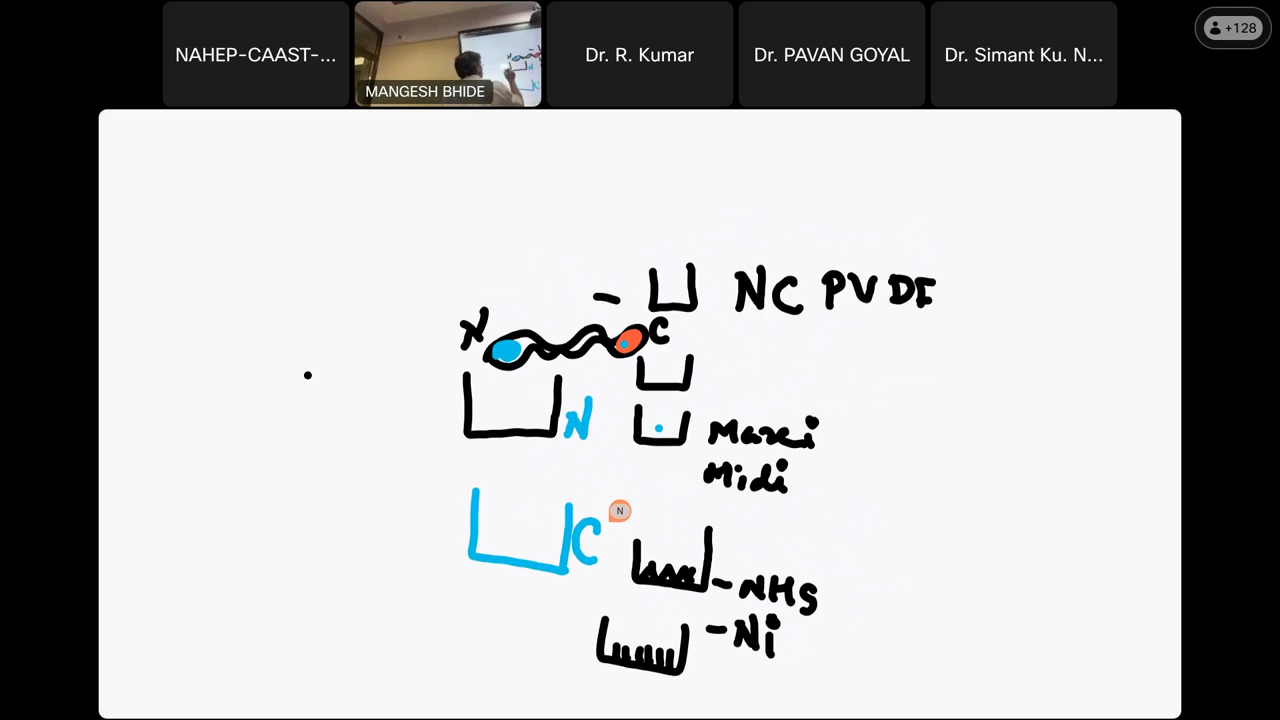 NAHEP-CAAST-...
MANGESH BHIDE
Dr. R. Kumar
Dr. PAVAN GOYAL
Dr. Simant Ku. N...
+128
NC PVDF
N
C
N
Maxi
Midi
C
N
-NHS
-Ni